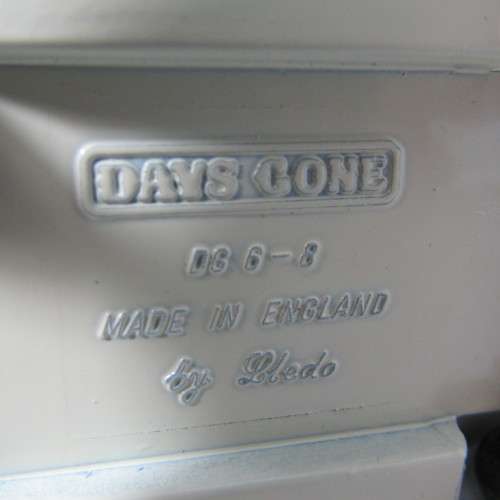 DAYS GONE
DG 6-8
MADE IN ENGLAND
by Lledo